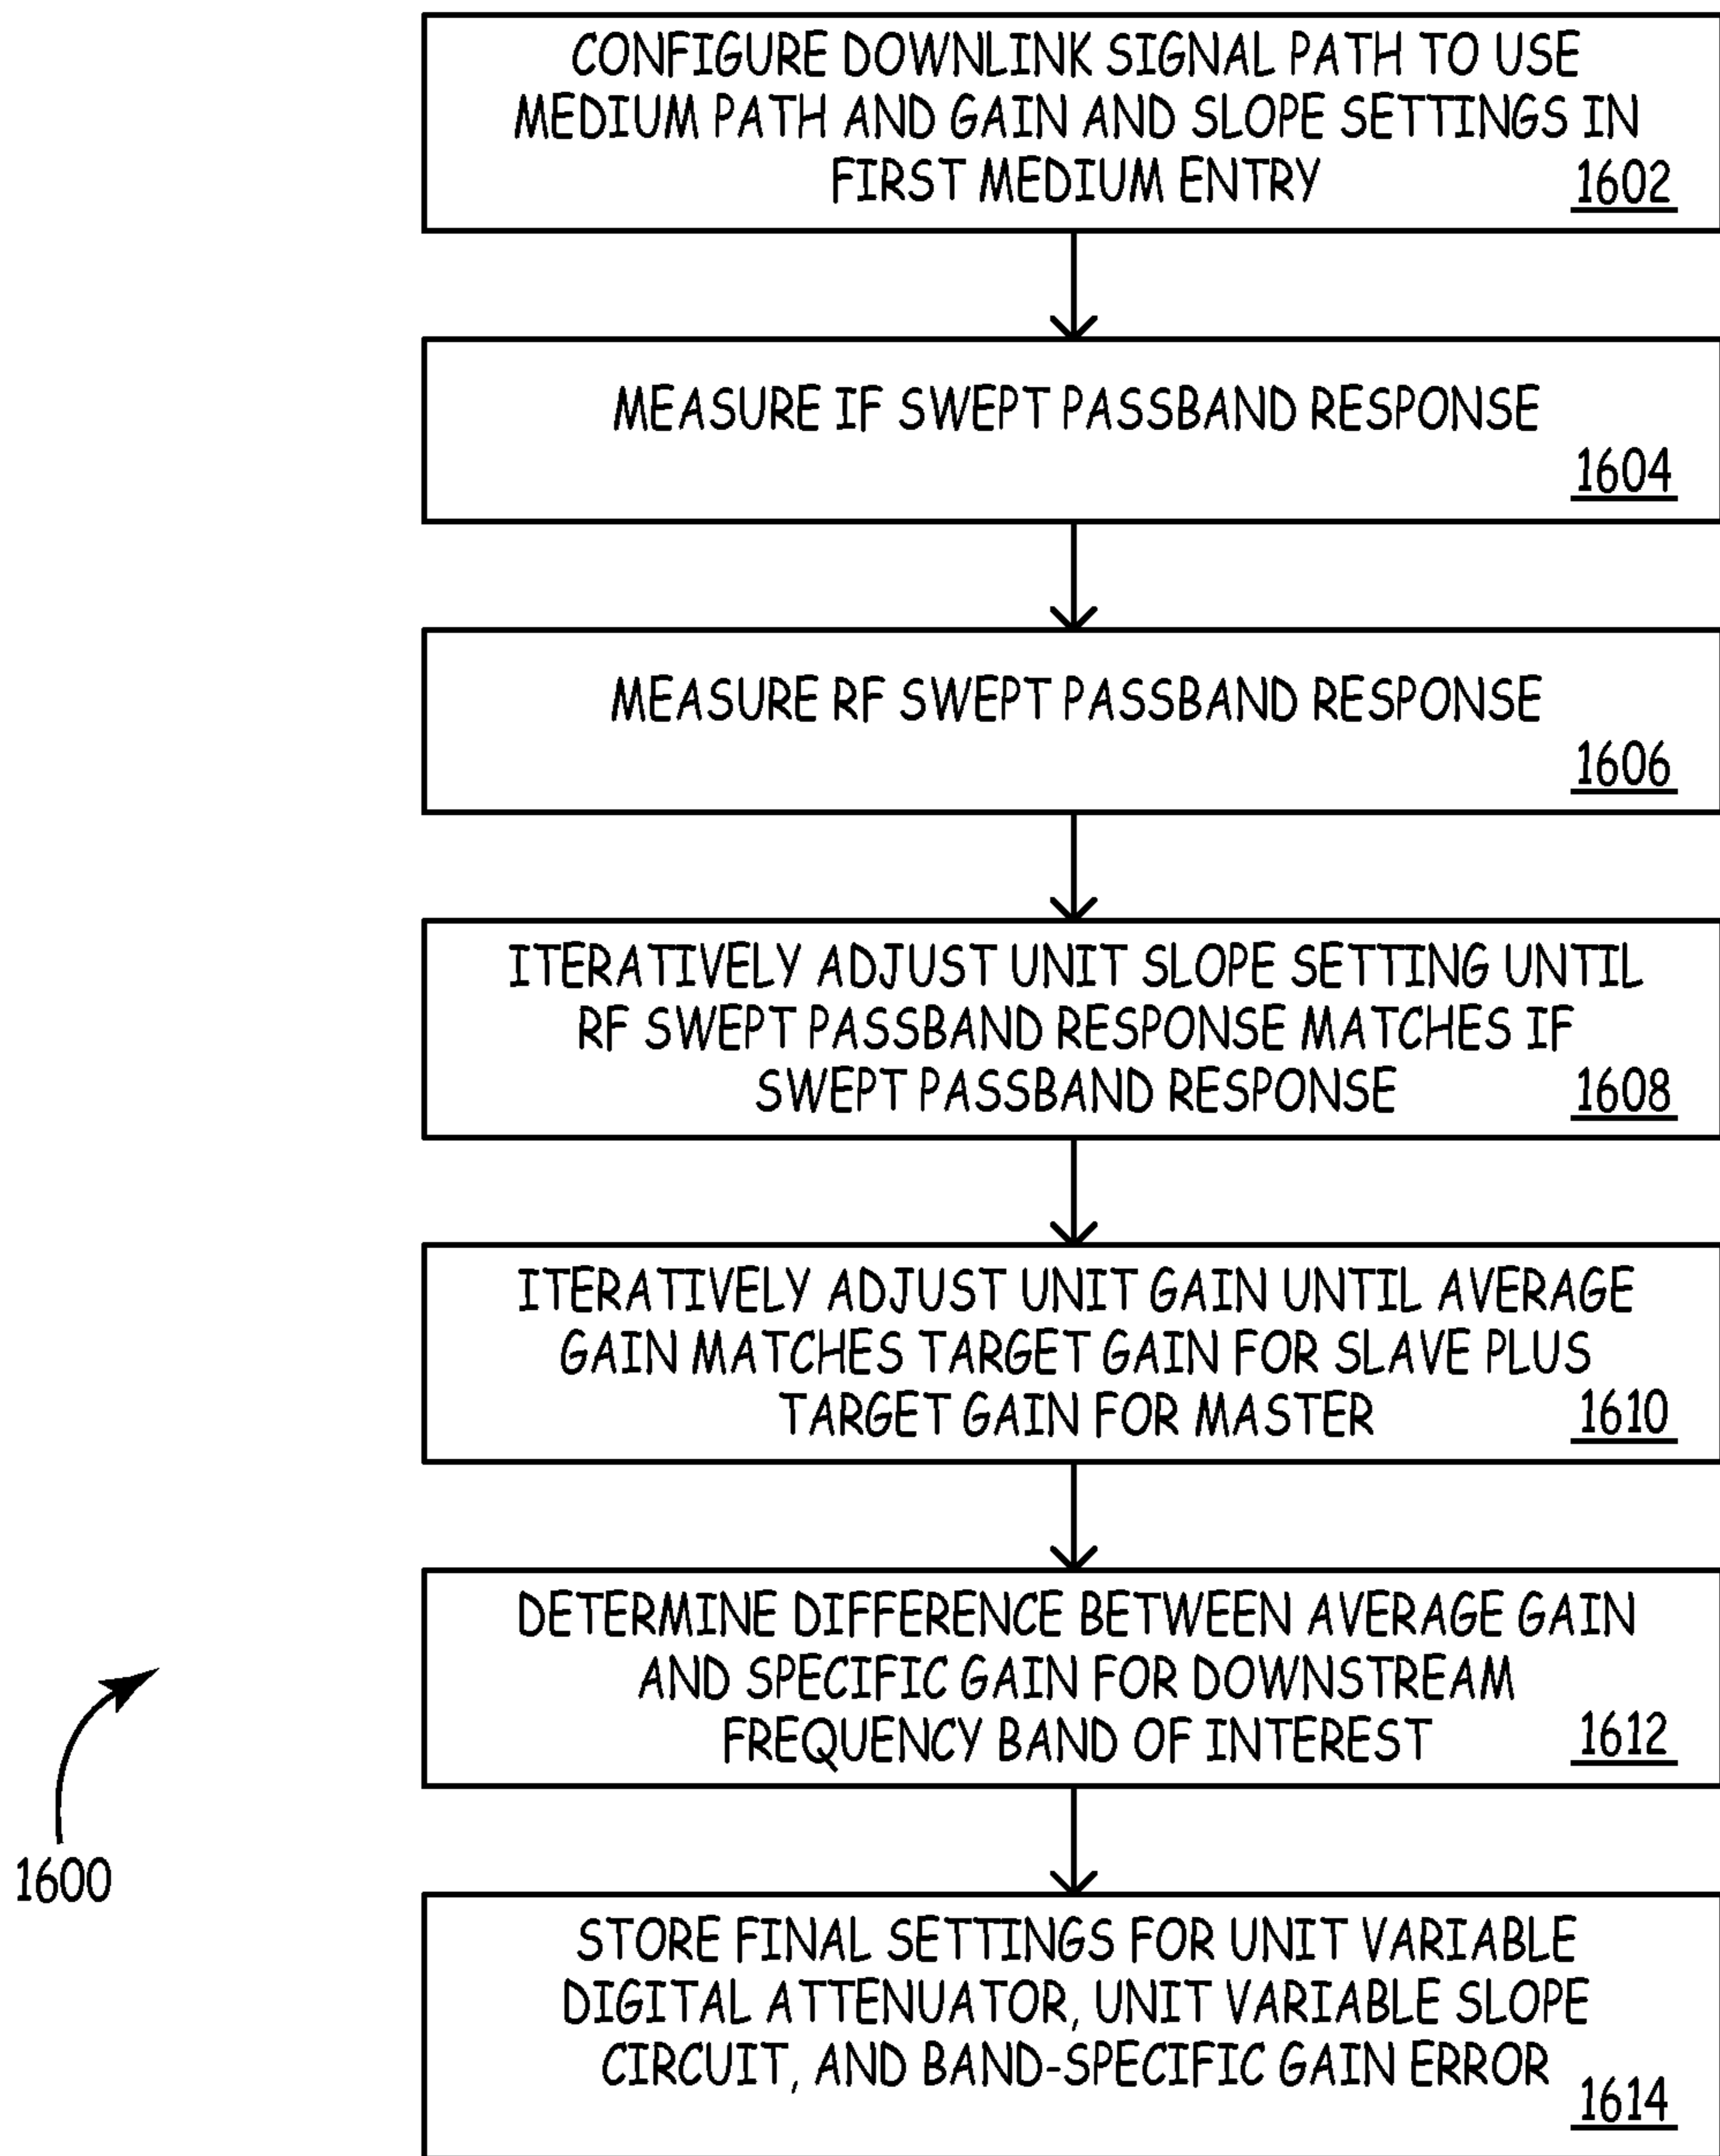 CONFIGURE DOWNLINK SIGNAL PATH TO USE
MEDIUM PATH AND GAIN AND SLOPE SETTINGS IN
FIRST MEDIUM ENTRY 1602
MEASURE IF SWEPT PASSBAND RESPONSE
1604
MEASURE RF SWEPT PASSBAND RESPONSE
1606
ITERATIVELY ADJUST UNIT SLOPE SETTING UNTIL
RF SWEPT PASSBAND RESPONSE MATCHES IF
SWEPT PASSBAND RESPONSE 1608
ITERATIVELY ADJUST UNIT GAIN UNTIL AVERAGE
GAIN MATCHES TARGET GAIN FOR SLAVE PLUS
TARGET GAIN FOR MASTER 1610
DETERMINE DIFFERENCE BETWEEN AVERAGE GAIN
AND SPECIFIC GAIN FOR DOWNSTREAM
FREQUENCY BAND OF INTEREST 1612
1600
STORE FINAL SETTINGS FOR UNIT VARIABLE
DIGITAL ATTENUATOR, UNIT VARIABLE SLOPE
CIRCUIT, AND BAND-SPECIFIC GAIN ERROR
1614